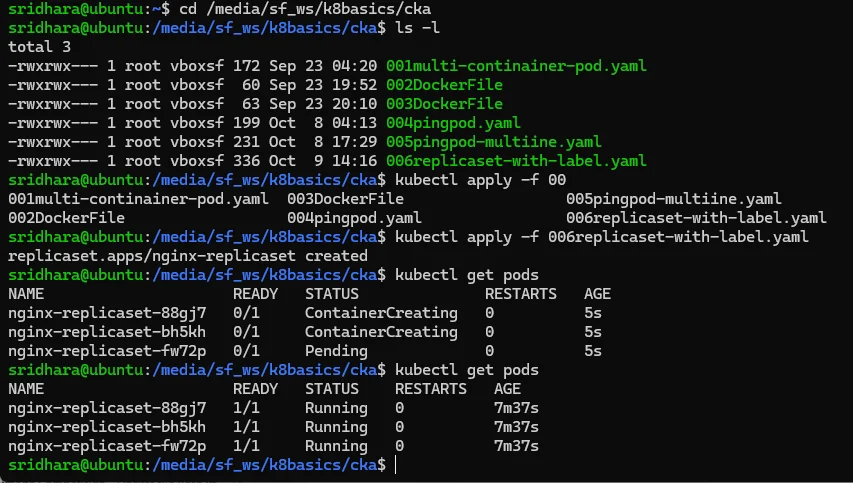 sridhara@ubuntu:~$ cd /media/sf_ws/k8basics/cka
sridhara@ubuntu:/media/sf_ws/k8basics/cka$ ls -l
total 3
-rwxrwx--- 1 root vboxsf 172 Sep 23 04:20 001multi-continainer-pod.yaml
-rwxrwx--- 1 root vboxsf  60 Sep 23 19:52 002DockerFile
-rwxrwx--- 1 root vboxsf  63 Sep 23 20:10 003DockerFile
-rwxrwx--- 1 root vboxsf 199 Oct  8 04:13 004pingpod.yaml
-rwxrwx--- 1 root vboxsf 231 Oct  8 17:29 005pingpod-multiine.yaml
-rwxrwx--- 1 root vboxsf 336 Oct  9 14:16 006replicaset-with-label.yaml
sridhara@ubuntu:/media/sf_ws/k8basics/cka$ kubectl apply -f 00
001multi-continainer-pod.yaml  003DockerFile                  005pingpod-multiine.yaml
002DockerFile                  004pingpod.yaml                006replicaset-with-label.yaml
sridhara@ubuntu:/media/sf_ws/k8basics/cka$ kubectl apply -f 006replicaset-with-label.yaml
replicaset.apps/nginx-replicaset created
sridhara@ubuntu:/media/sf_ws/k8basics/cka$ kubectl get pods
NAME                     READY   STATUS              RESTARTS   AGE
nginx-replicaset-88gj7   0/1     ContainerCreating   0          5s
nginx-replicaset-bh5kh   0/1     ContainerCreating   0          5s
nginx-replicaset-fw72p   0/1     Pending             0          5s
sridhara@ubuntu:/media/sf_ws/k8basics/cka$ kubectl get pods
NAME                     READY   STATUS    RESTARTS   AGE
nginx-replicaset-88gj7   1/1     Running   0          7m37s
nginx-replicaset-bh5kh   1/1     Running   0          7m37s
nginx-replicaset-fw72p   1/1     Running   0          7m37s
sridhara@ubuntu:/media/sf_ws/k8basics/cka$